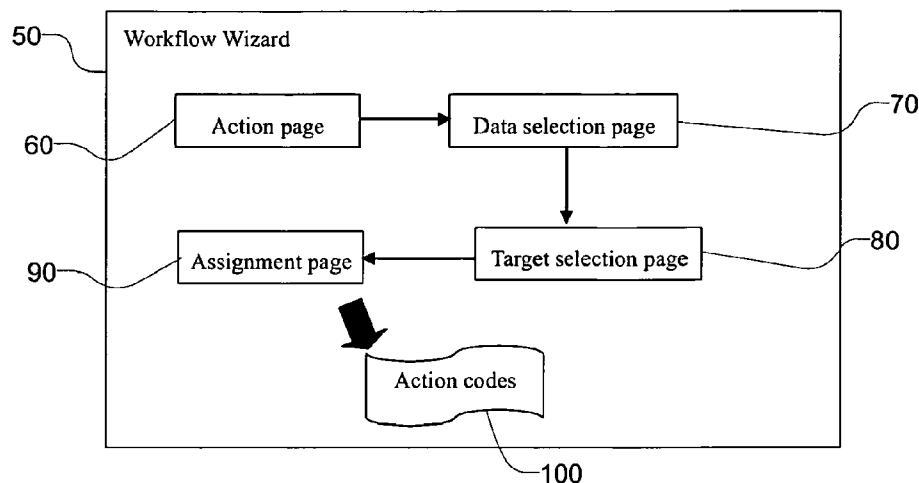 Workflow Wizard
50
Action page
60
Data selection page
70
Target selection page
80
Assignment page
90
Action codes
100